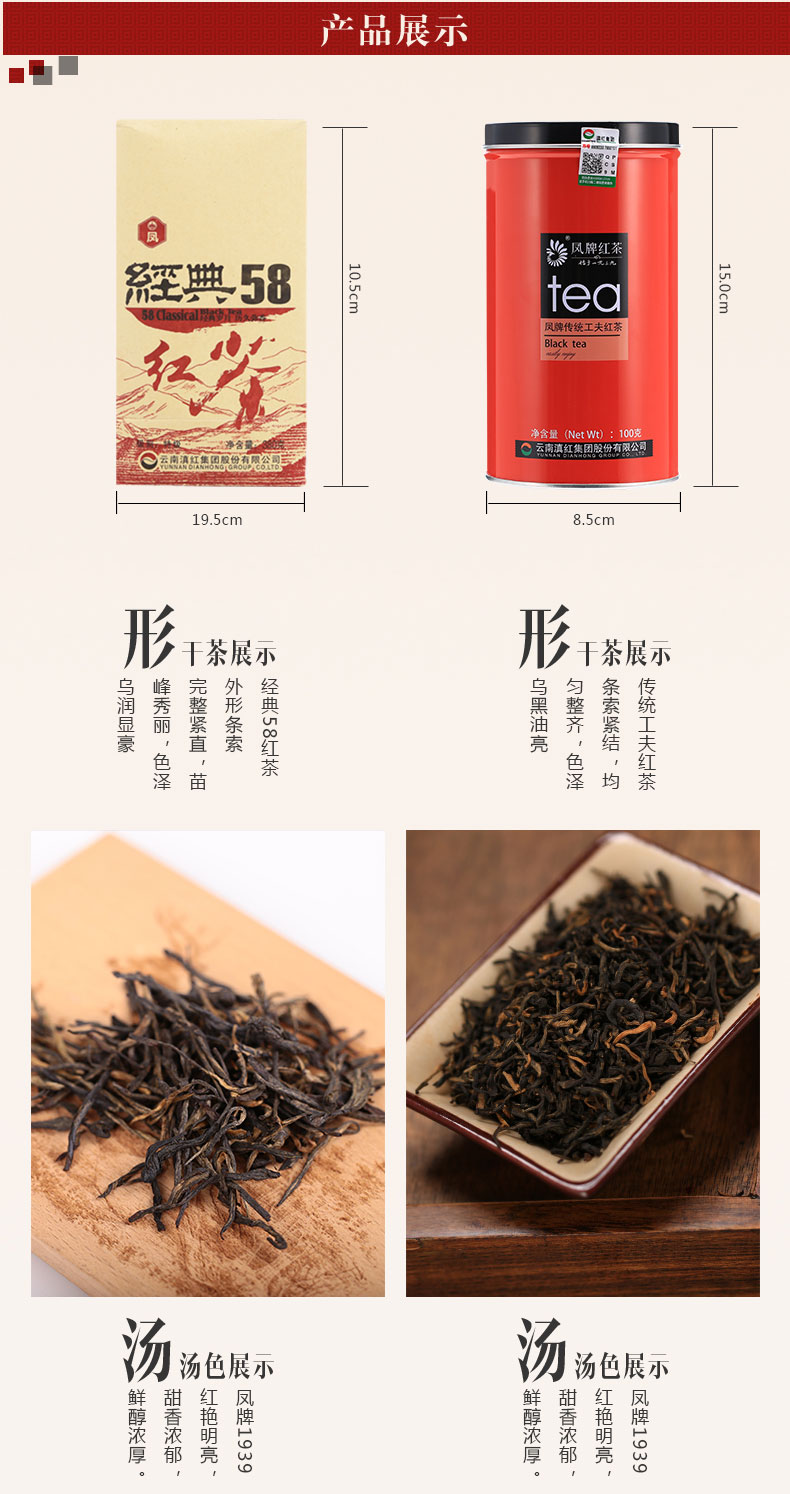 产品展示
凤
經典58
58 Classical Black Tea
红茶
净含量：
云南滇红集团股份有限公司
YUNNAN DIANHONG GROUP CO.,LTD.
10.5cm
19.5cm
滇红集团
凤牌红茶
tea
凤牌传统工夫红茶
Black tea
really enjoy
净含量（Net Wt）：100克
云南滇红集团股份有限公司
YUNNAN DIANHONG GROUP CO.,LTD.
15.0cm
8.5cm
形 干茶展示
经典58红茶
外形条索
完整紧直，苗
峰秀丽，色泽
乌润显豪
形 干茶展示
传统工夫红茶
条索紧结，均
匀整齐，色泽
乌黑油亮
汤 汤色展示
凤牌1939
红艳明亮，
甜香浓郁，
鲜醇浓厚。
汤 汤色展示
凤牌1939
红艳明亮，
甜香浓郁，
鲜醇浓厚。